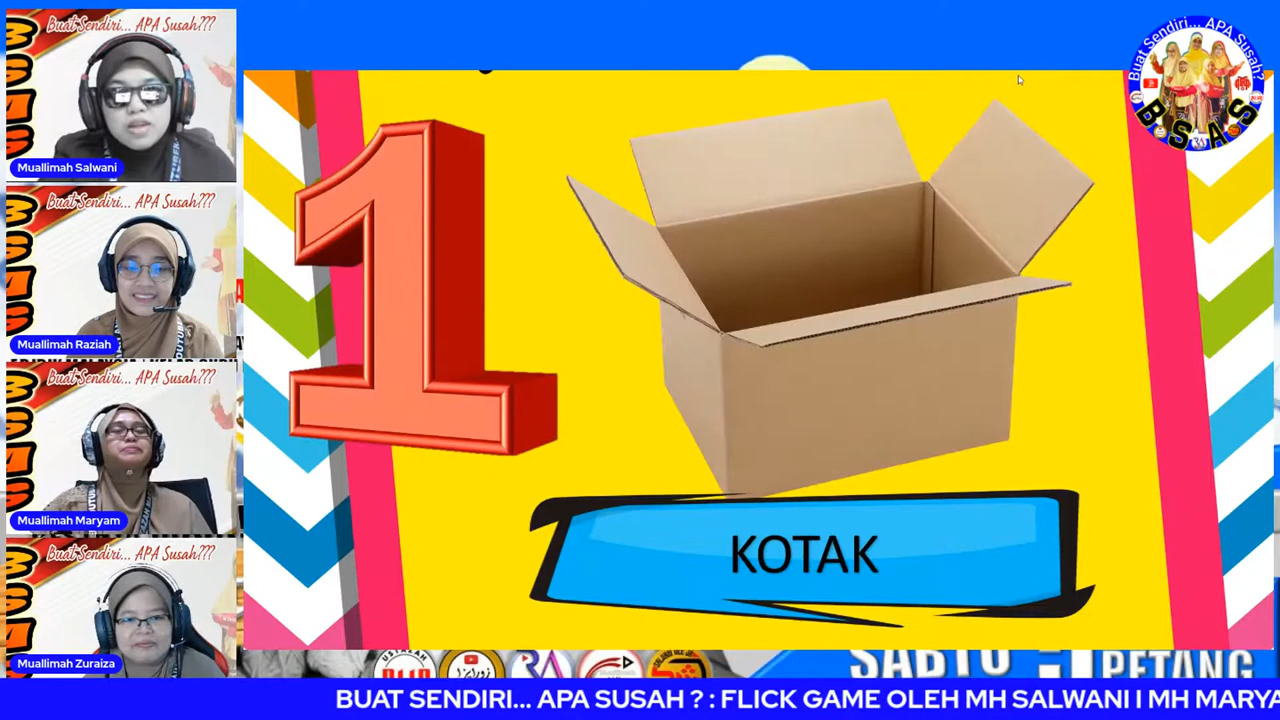 Buat Sendiri... APA Susah???
Muallimah Salwani
Buat Sendiri... APA Susah???
Muallimah Raziah
Buat Sendiri... APA Susah???
Muallimah Maryam
Buat Sendiri... APA Susah???
Muallimah Zuraiza
1
KOTAK
Buat Sendiri... APA Susah?
BSAS
USTAZAH
RA
SABTU
PETANG
BUAT SENDIRI... APA SUSAH ? : FLICK GAME OLEH MH SALWANI I MH MARYA